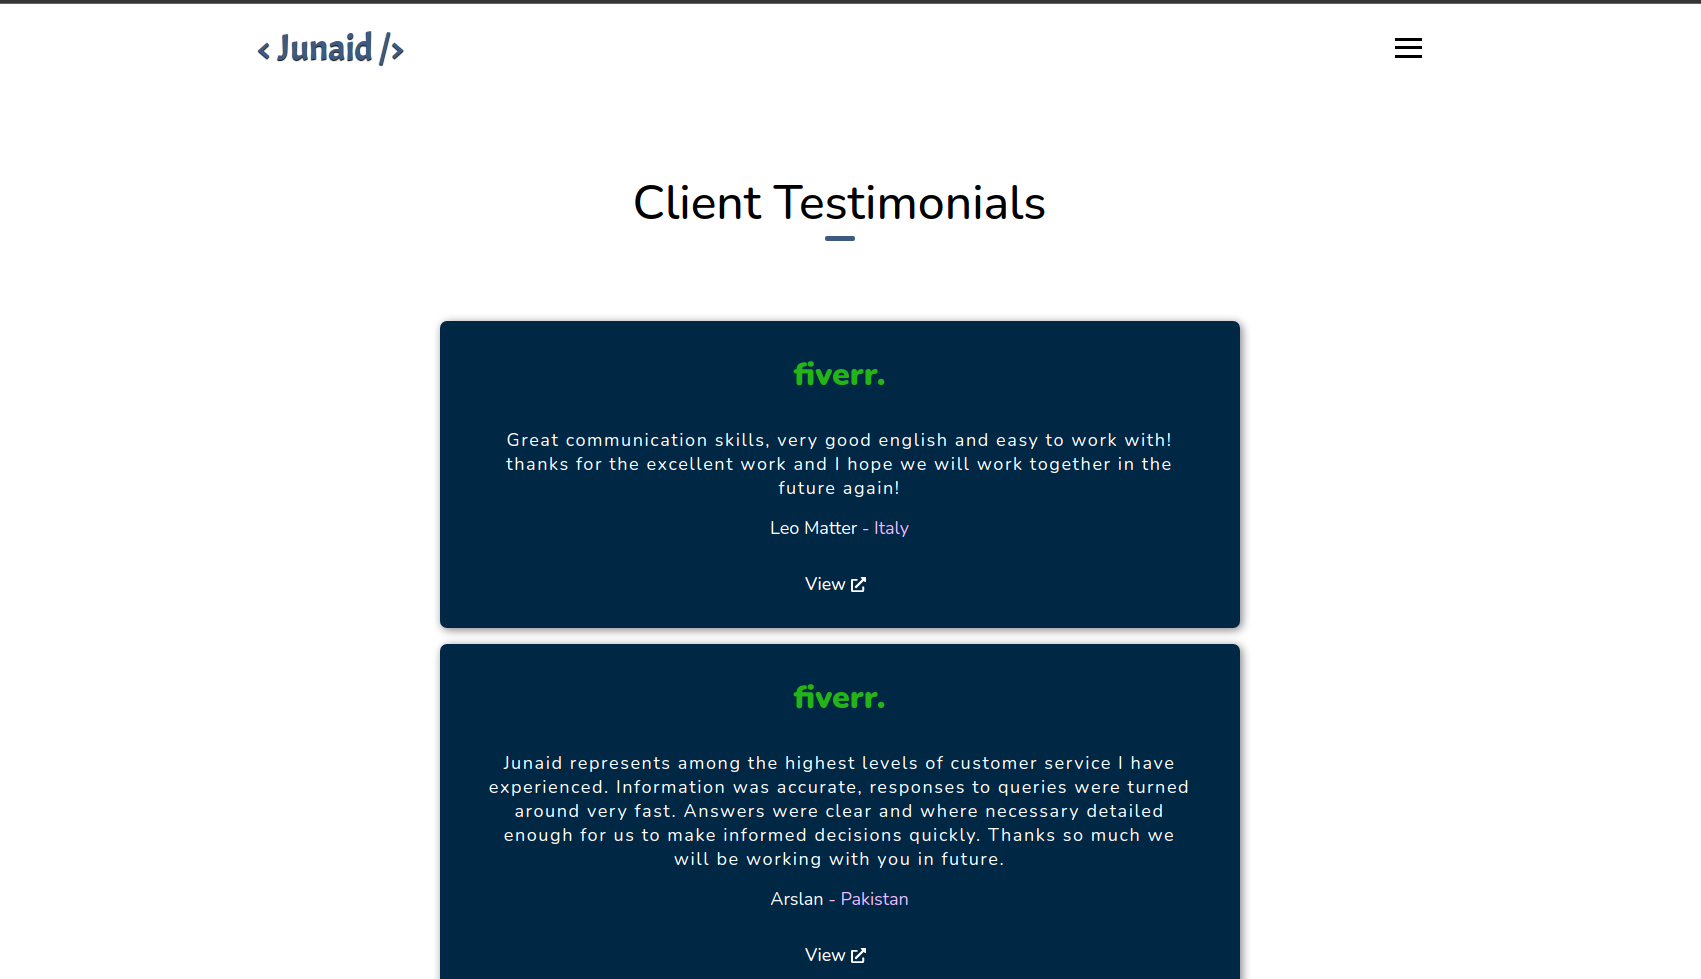 < Junaid />
Client Testimonials
fiverr.
Great communication skills, very good english and easy to work with!
thanks for the excellent work and I hope we will work together in the
future again!
Leo Matter - Italy
View
fiverr.
Junaid represents among the highest levels of customer service I have
experienced. Information was accurate, responses to queries were turned
around very fast. Answers were clear and where necessary detailed
enough for us to make informed decisions quickly. Thanks so much we
will be working with you in future.
Arslan - Pakistan
View